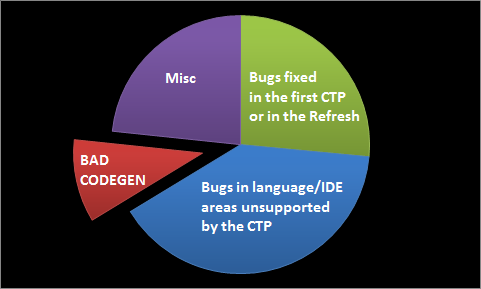 Misc
Bugs fixed
in the first CTP
or in the Refresh
BAD
CODEGEN
Bugs in language/IDE
areas unsupported
by the CTP